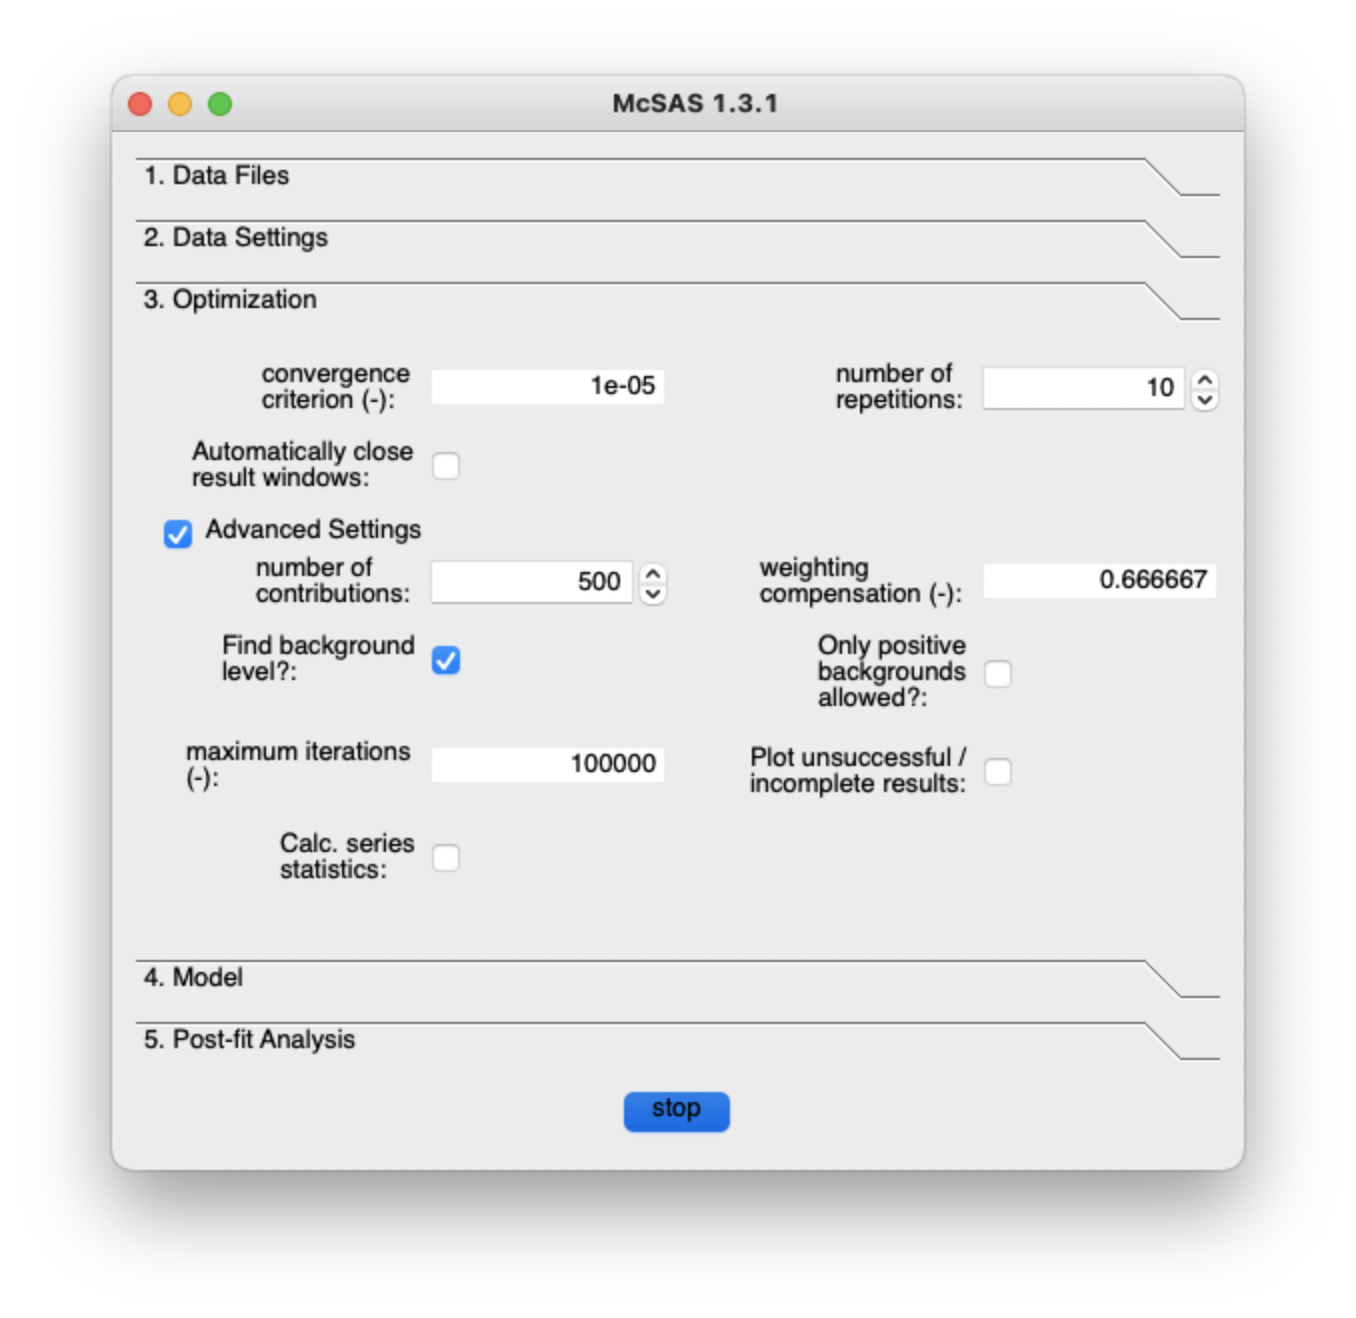 McSAS 1.3.1
1. Data Files
2. Data Settings
3. Optimization
convergence
criterion (-):
1e-05
number of
repetitions:
10
Automatically close
result windows:
Advanced Settings
number of
contributions:
500
weighting
compensation (-):
0.666667
Find background
level?:
Only positive
backgrounds
allowed?:
maximum iterations
(-):
100000
Plot unsuccessful /
incomplete results:
Calc. series
statistics:
4. Model
5. Post-fit Analysis
stop